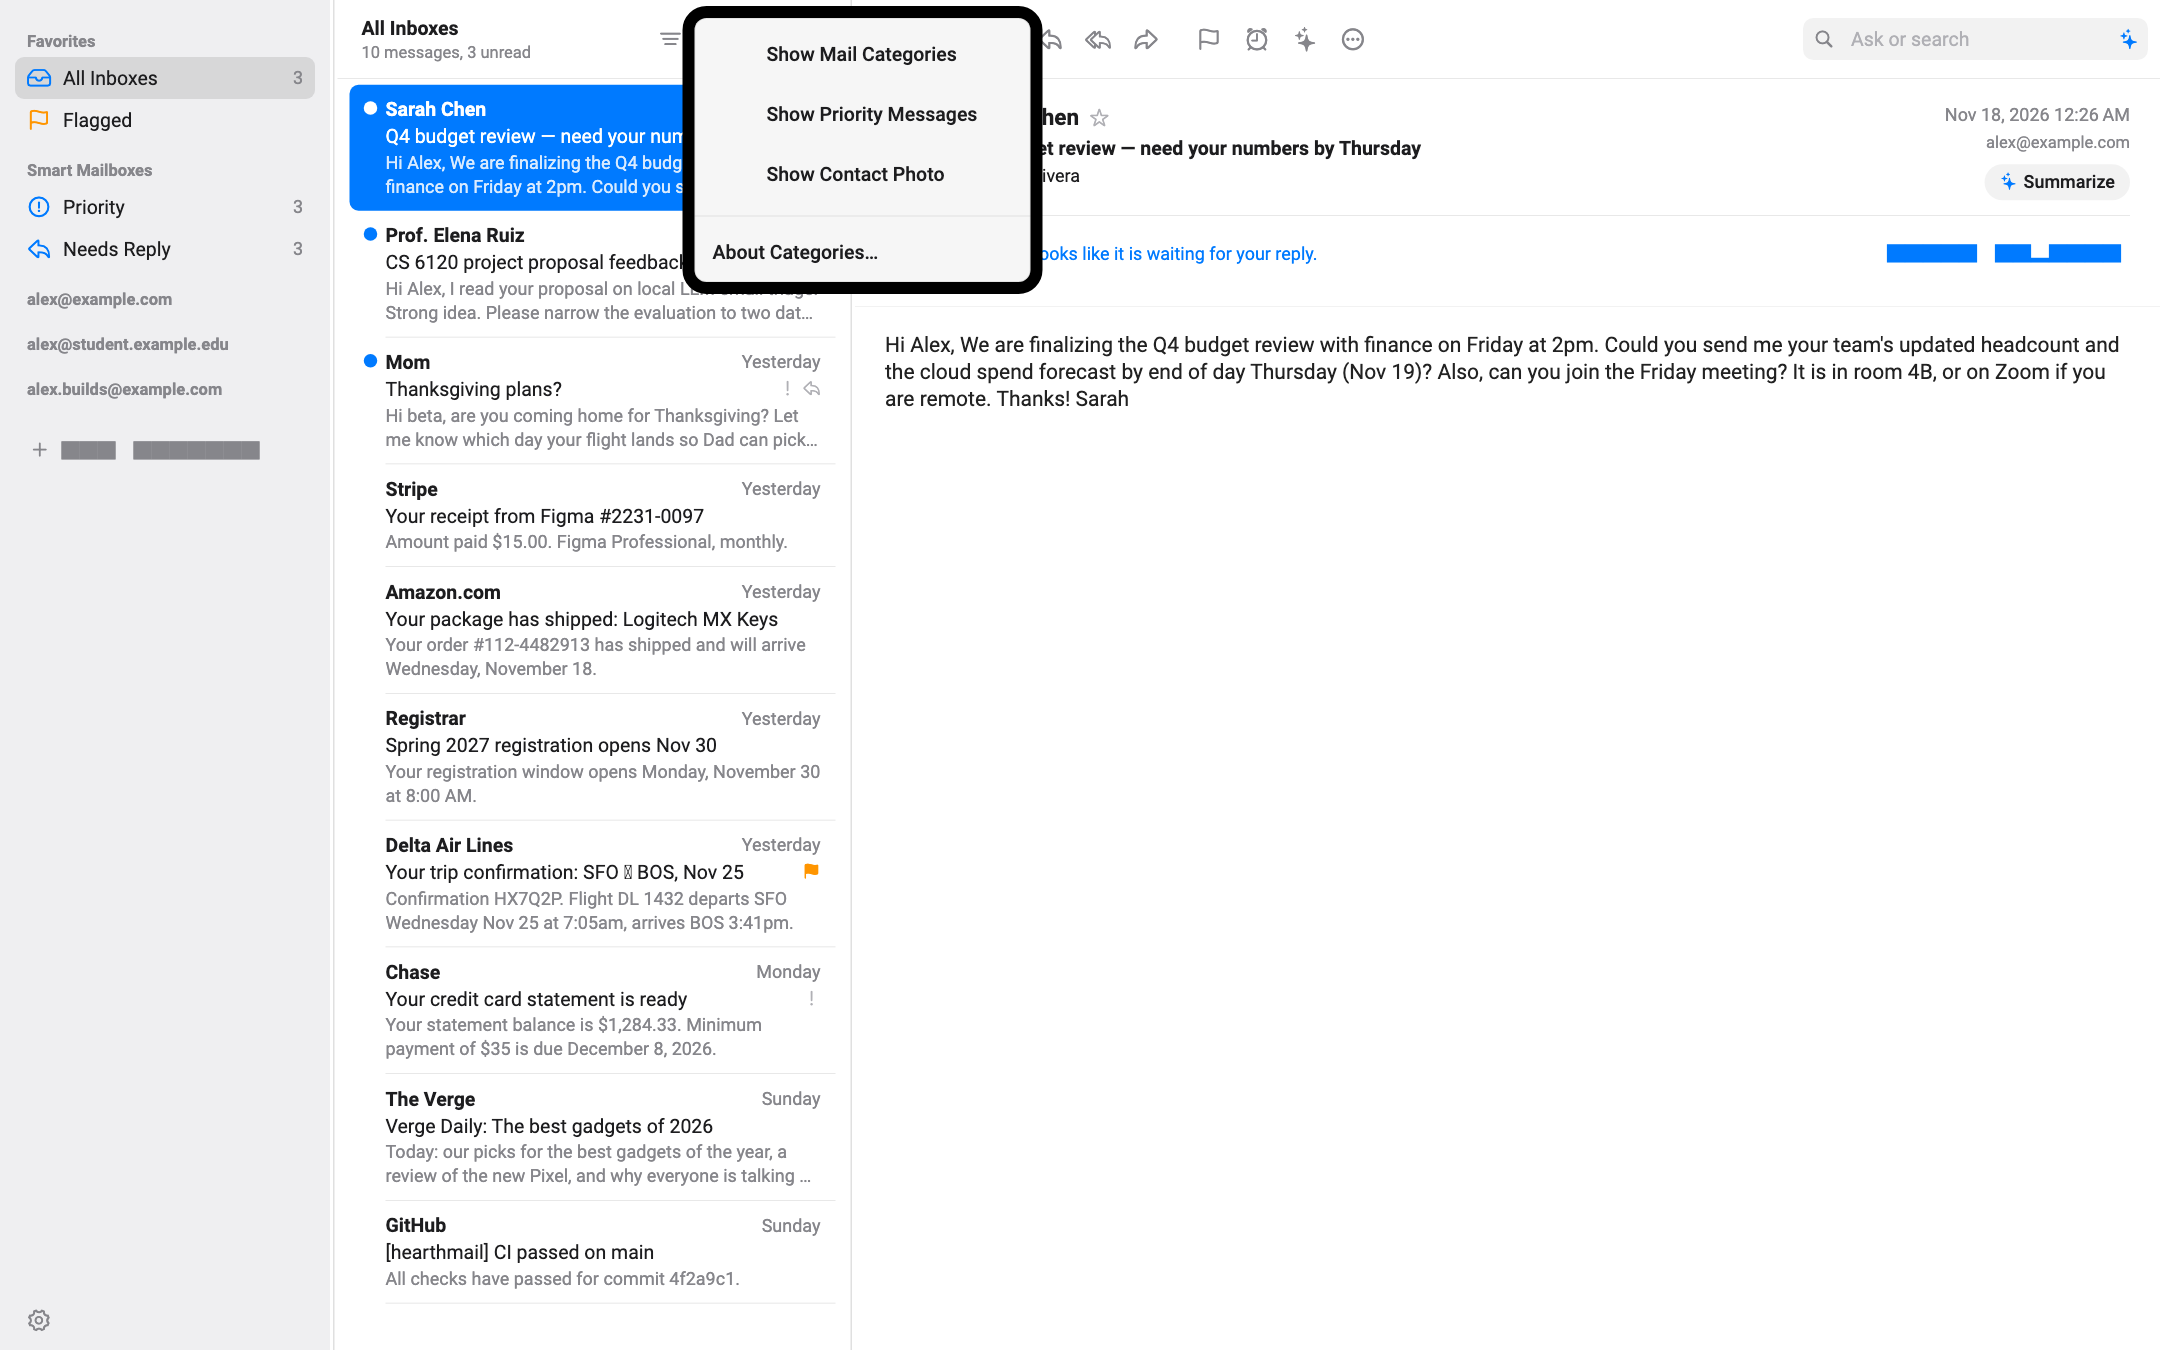 Favorites
All Inboxes 3
Flagged
Smart Mailboxes
Priority 3
Needs Reply 3
alex@example.com
alex@student.example.edu
alex.builds@example.com
All Inboxes
10 messages, 3 unread
Sarah Chen
Q4 budget review — need your
Hi Alex, We are finalizing the Q4
finance on Friday at 2pm. Could you
Prof. Elena Ruiz
CS 6120 project proposal feedback
Hi Alex, I read your proposal on local
Strong idea. Please narrow the evaluation to two dat...
Mom Yesterday
Thanksgiving plans?
Hi beta, are you coming home for Thanksgiving? Let
me know which day your flight lands so Dad can pick...
Stripe Yesterday
Your receipt from Figma #2231-0097
Amount paid $15.00. Figma Professional, monthly.
Amazon.com Yesterday
Your package has shipped: Logitech MX Keys
Your order #112-4482913 has shipped and will arrive
Wednesday, November 18.
Registrar Yesterday
Spring 2027 registration opens Nov 30
Your registration window opens Monday, November 30
at 8:00 AM.
Delta Air Lines Yesterday
Your trip confirmation: SFO BOS, Nov 25
Confirmation HX7Q2P. Flight DL 1432 departs SFO
Wednesday Nov 25 at 7:05am, arrives BOS 3:41pm.
Chase Monday
Your credit card statement is ready
Your statement balance is $1,284.33. Minimum
payment of $35 is due December 8, 2026.
The Verge Sunday
Verge Daily: The best gadgets of 2026
Today: our picks for the best gadgets of the year, a
review of the new Pixel, and why everyone is talking ...
GitHub Sunday
[hearthmail] CI passed on main
All checks have passed for commit 4f2a9c1.
Show Mail Categories
Show Priority Messages
Show Contact Photo
About Categories...
Ask or search
Nov 18, 2026 12:26 AM
review — need your numbers by Thursday
alex@example.com
Summarize
like it is waiting for your reply.
Hi Alex, We are finalizing the Q4 budget review with finance on Friday at 2pm. Could you send me your team's updated headcount and
the cloud spend forecast by end of day Thursday (Nov 19)? Also, can you join the Friday meeting? It is in room 4B, or on Zoom if you
are remote. Thanks! Sarah